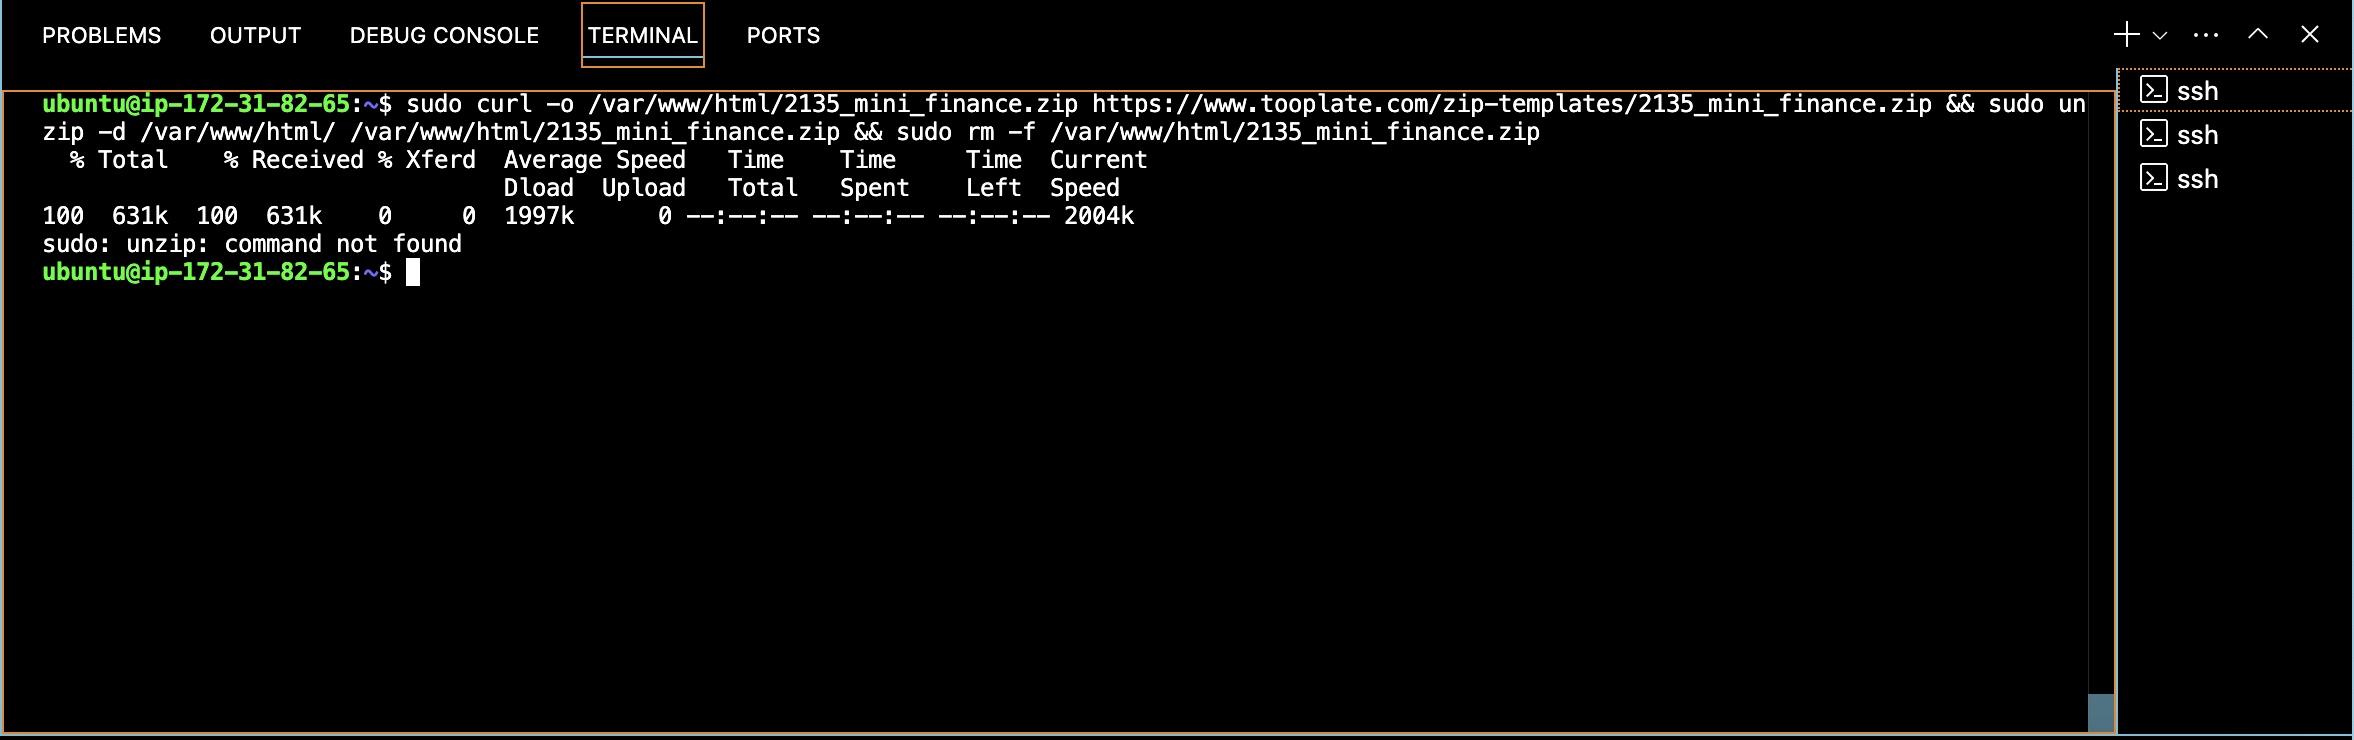 PROBLEMS OUTPUT DEBUG CONSOLE TERMINAL PORTS
ubuntu@ip-172-31-82-65:~$ sudo curl -o /var/www/html/2135_mini_finance.zip https://www.tooplate.com/zip-templates/2135_mini_finance.zip && sudo un
zip -d /var/www/html/ /var/www/html/2135_mini_finance.zip && sudo rm -f /var/www/html/2135_mini_finance.zip
  % Total    % Received % Xferd  Average Speed   Time    Time     Time  Current
                                 Dload  Upload   Total   Spent    Left  Speed
100  631k  100  631k    0     0  1997k      0 --:--:-- --:--:-- --:--:-- 2004k
sudo: unzip: command not found
ubuntu@ip-172-31-82-65:~$
ssh
ssh
ssh